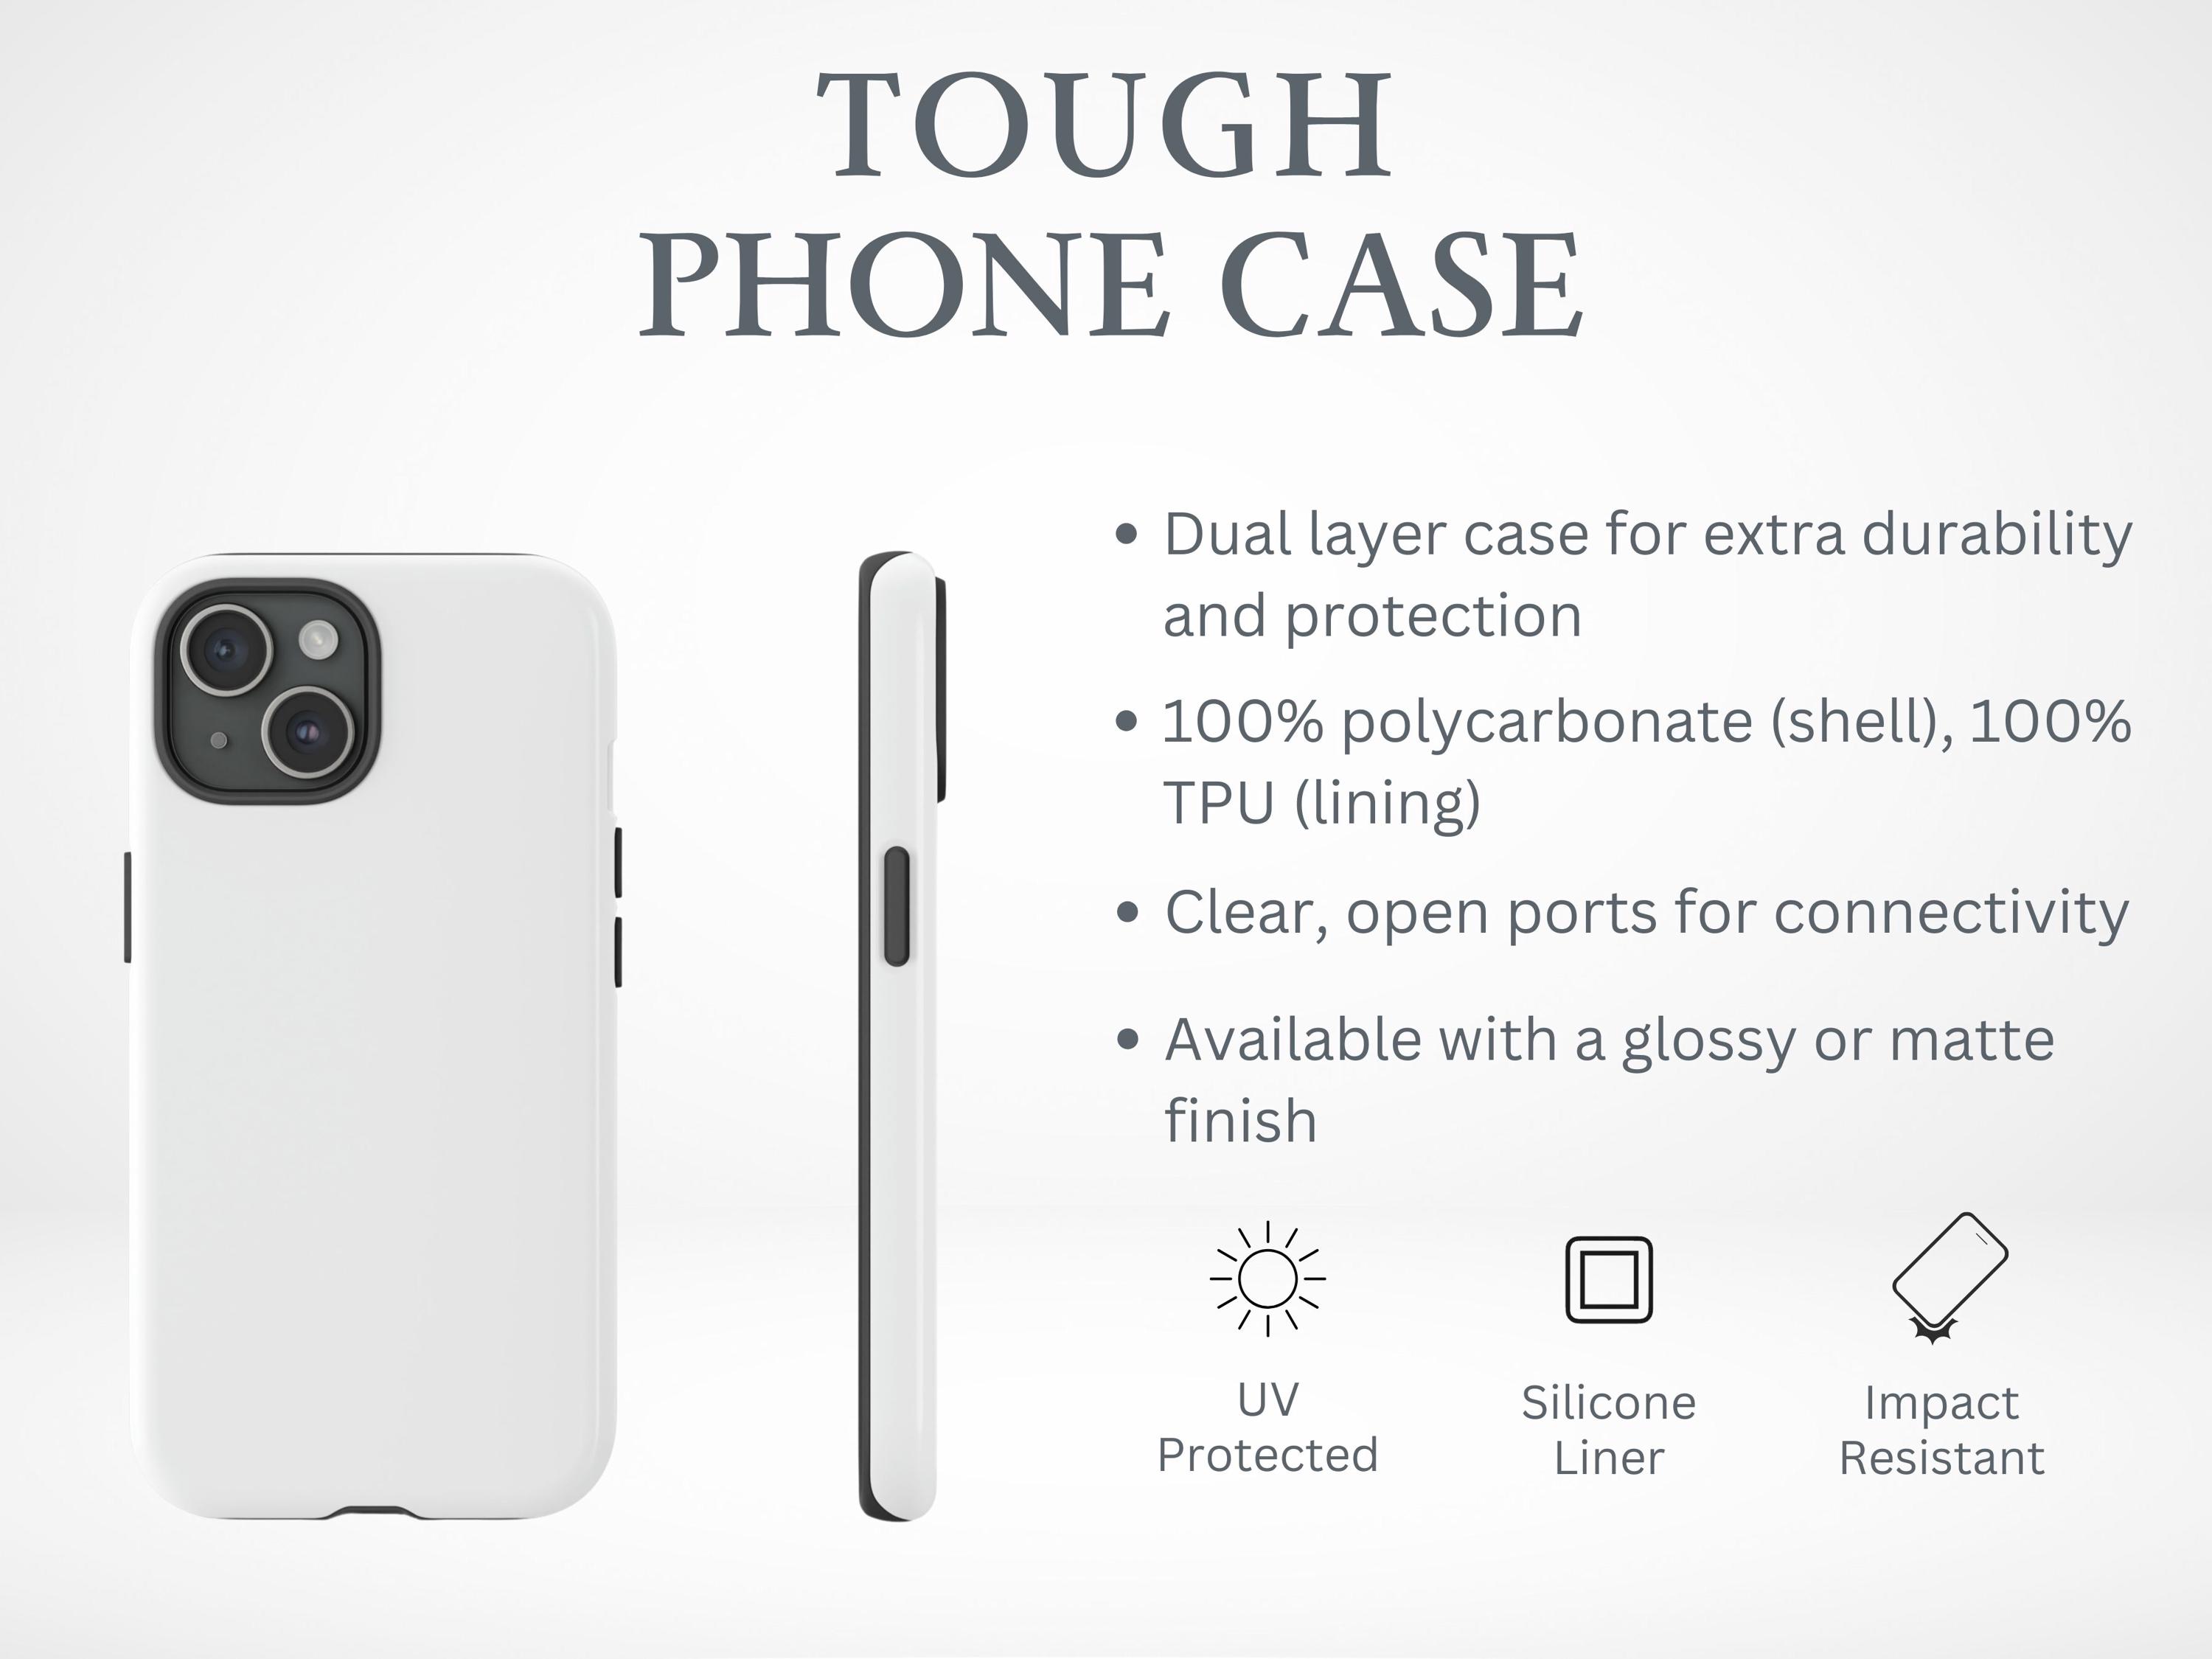 TOUGH
PHONE CASE
• Dual layer case for extra durability
and protection
• 100% polycarbonate (shell), 100%
TPU (lining)
• Clear, open ports for connectivity
• Available with a glossy or matte
finish
UV
Protected
Silicone
Liner
Impact
Resistant